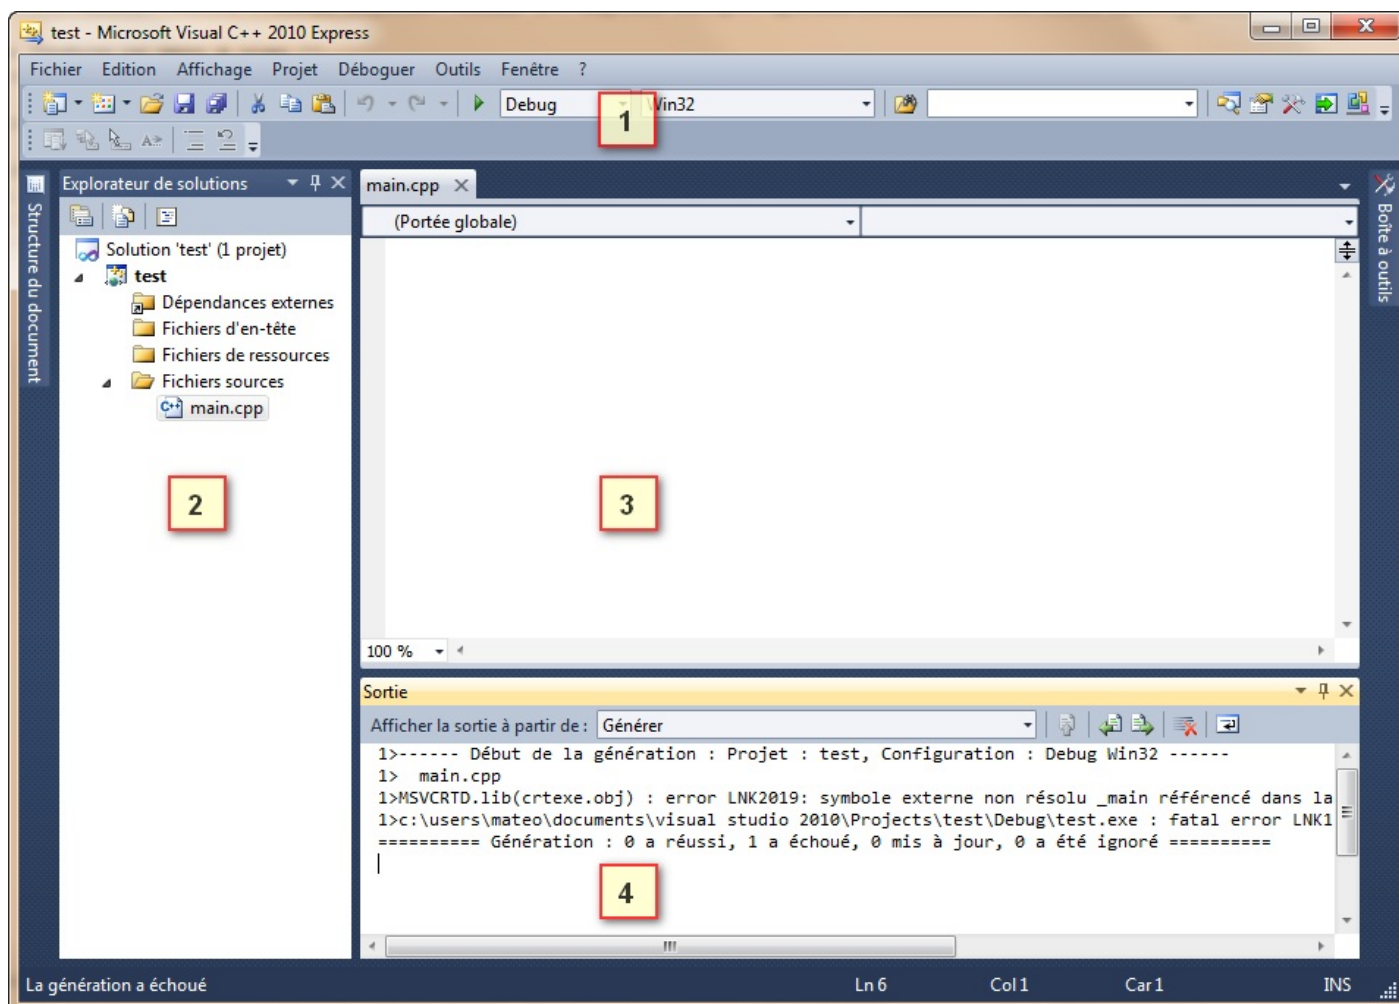 test - Microsoft Visual C++ 2010 Express
Fichier Edition Affichage Projet Déboguer Outils Fenêtre ?
Debug Win32
1
Structure du document
Explorateur de solutions
Solution 'test' (1 projet)
test
Dépendances externes
Fichiers d'en-tête
Fichiers de ressources
Fichiers sources
main.cpp
2
main.cpp
(Portée globale)
3
100 %
Boîte à outils
Sortie
Afficher la sortie à partir de : Générer
1>------ Début de la génération : Projet : test, Configuration : Debug Win32 ------
1> main.cpp
1>MSVCRTD.lib(crtexe.obj) : error LNK2019: symbole externe non résolu _main référencé dans la
1>c:\users\mateo\documents\visual studio 2010\Projects\test\Debug\test.exe : fatal error LNK1
========== Génération : 0 a réussi, 1 a échoué, 0 mis à jour, 0 a été ignoré ==========
4
La génération a échoué Ln 6 Col 1 Car 1 INS